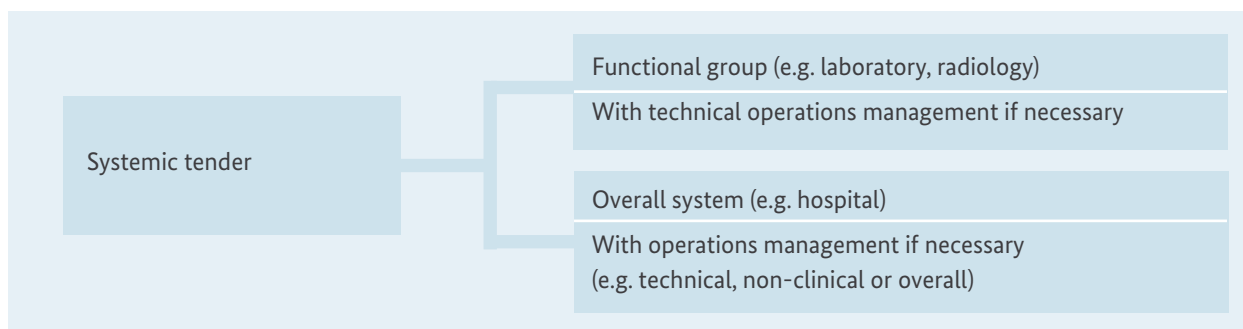 Systemic tender
Functional group (e.g. laboratory, radiology)
With technical operations management if necessary
Overall system (e.g. hospital)
With operations management if necessary
(e.g. technical, non-clinical or overall)